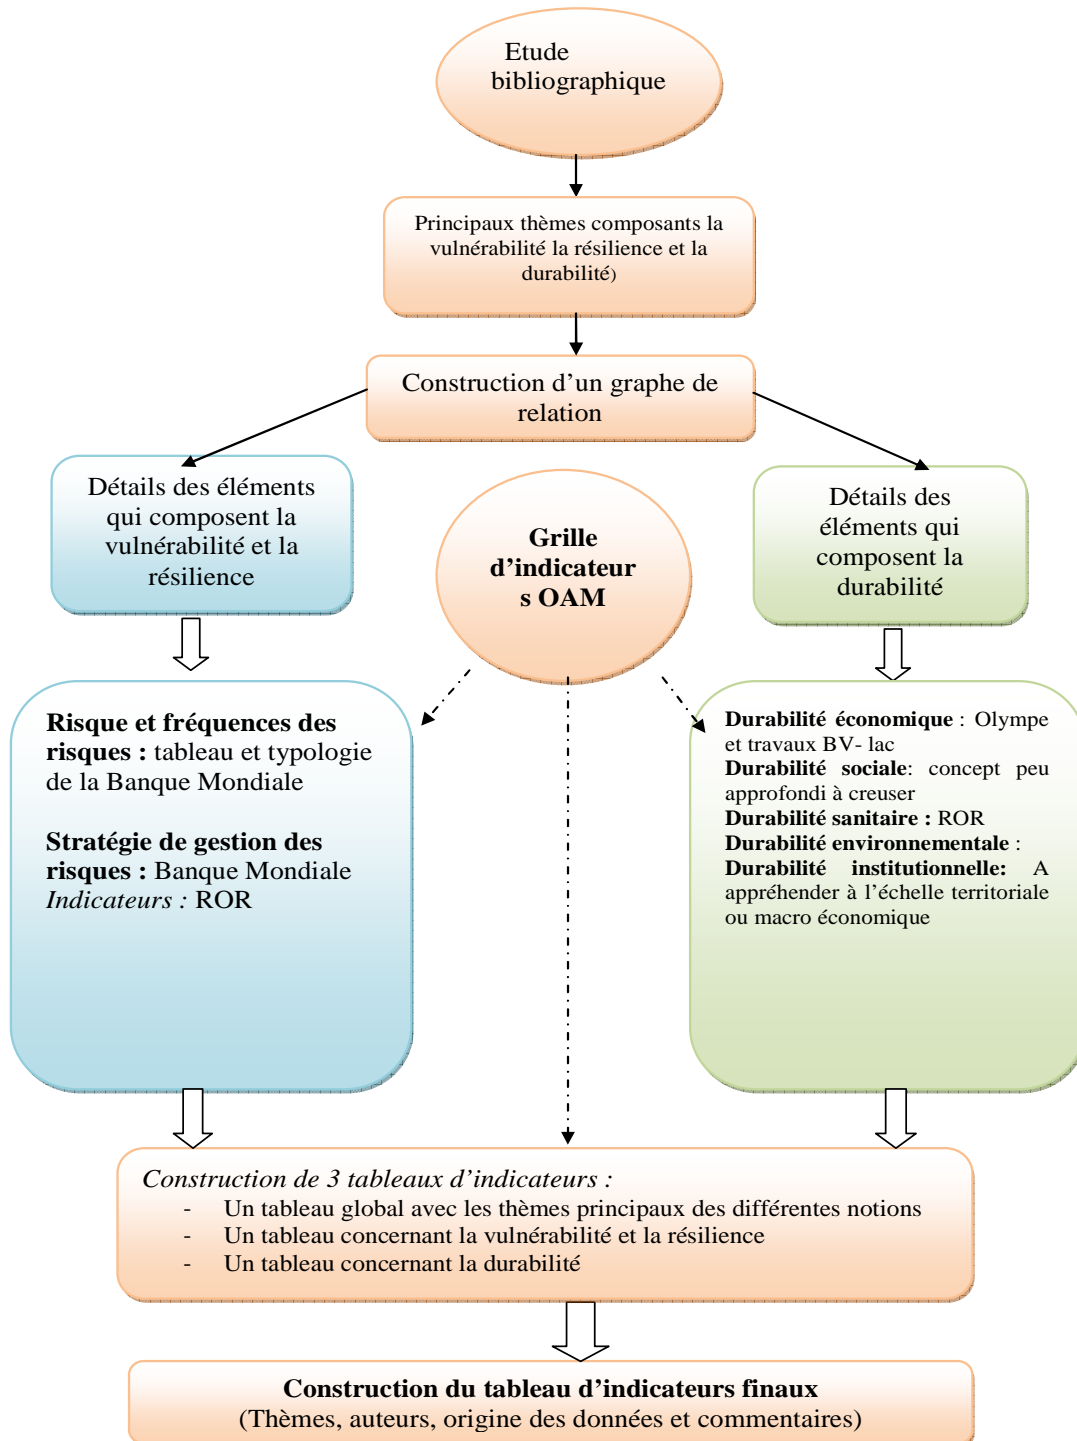 Etude
bibliographique
Principaux thèmes composants la
vulnérabilité la résilience et la
durabilité)
Construction d’un graphe de
relation
Détails des éléments
qui composent la
vulnérabilité et la
résilience
Grille
d’indicateur
s OAM
Détails des
éléments qui
composent la
durabilité
Risque et fréquences des
risques : tableau et typologie
de la Banque Mondiale
Stratégie de gestion des
risques : Banque Mondiale
Indicateurs : ROR
Durabilité économique : Olympe
et travaux BV- lac
Durabilité sociale: concept peu
approfondi à creuser
Durabilité sanitaire : ROR
Durabilité environnementale :
Durabilité institutionnelle: A
appréhender à l’échelle territoriale
ou macro économique
Construction de 3 tableaux d’indicateurs :
- Un tableau global avec les thèmes principaux des différentes notions
- Un tableau concernant la vulnérabilité et la résilience
- Un tableau concernant la durabilité
Construction du tableau d’indicateurs finaux
(Thèmes, auteurs, origine des données et commentaires)